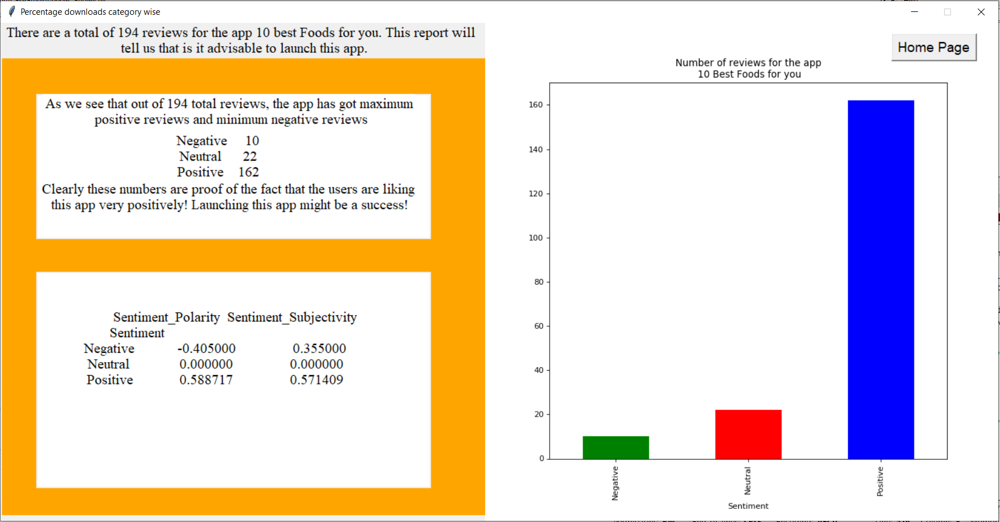 Percentage downloads category wise
There are a total of 194 reviews for the app 10 best Foods for you. This report will
tell us that is it advisable to launch this app.
As we see that out of 194 total reviews, the app has got maximum
positive reviews and minimum negative reviews
Negative 10
Neutral 22
Positive 162
Clearly these numbers are proof of the fact that the users are liking
this app very positively! Launching this app might be a success!
Sentiment_Polarity Sentiment_Subjectivity
Sentiment
Negative -0.405000 0.355000
Neutral 0.000000 0.000000
Positive 0.588717 0.571409
Home Page
Number of reviews for the app
10 Best Foods for you
160
140
120
100
80
60
40
20
0
Negative
Neutral
Positive
Sentiment